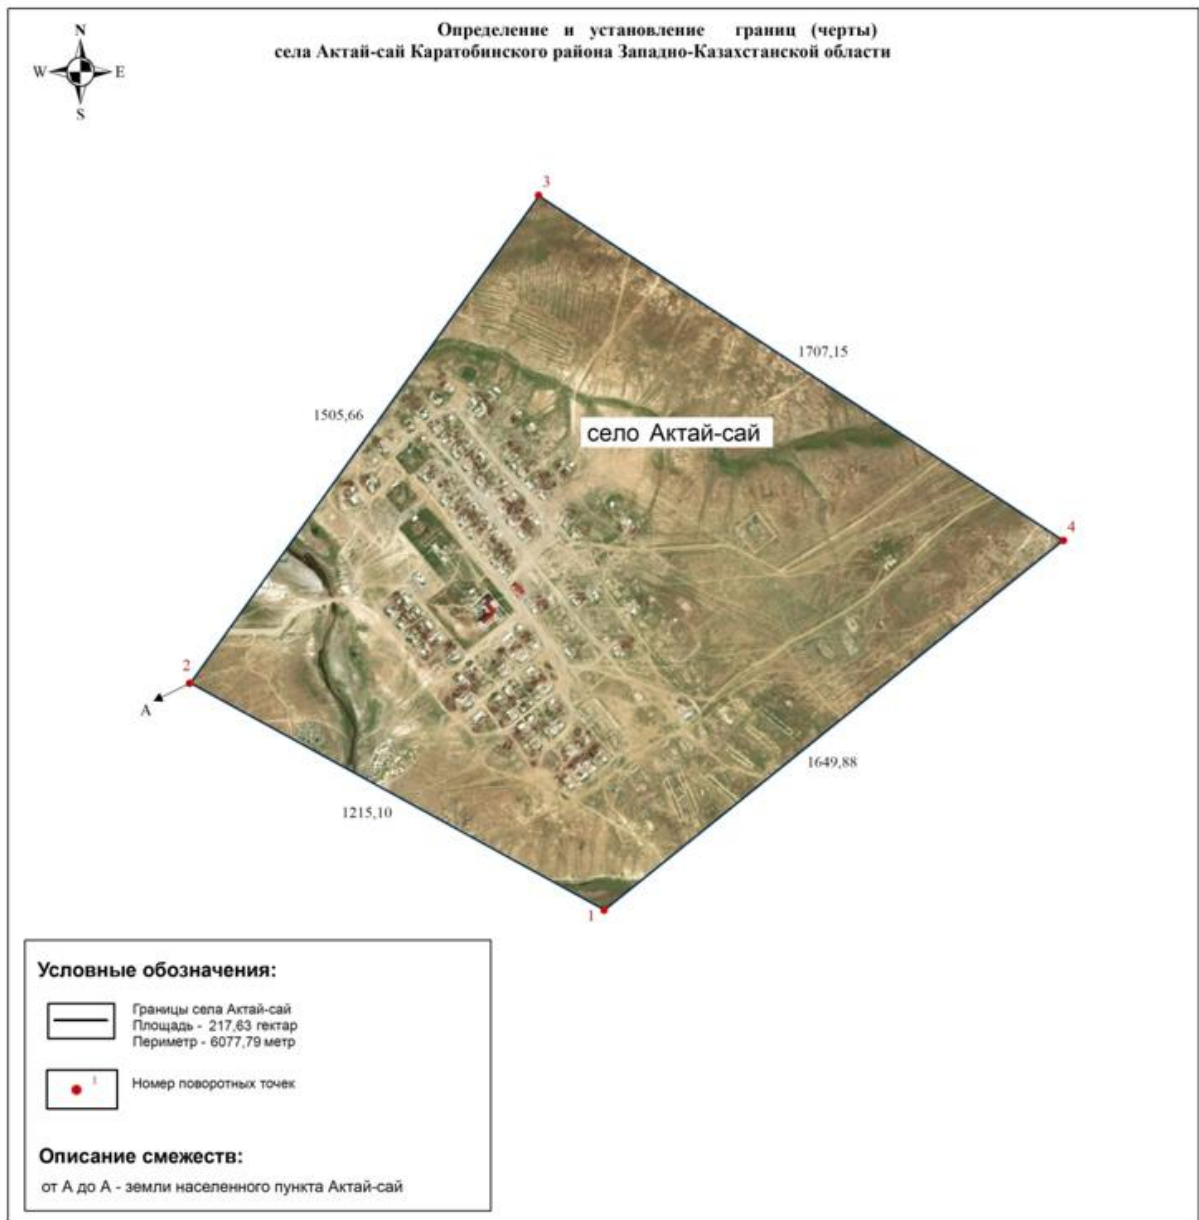 Определение и установление границ (черты)
села Актай-сай Каратобинского района Западно-Казахстанской области
N
W E
S
3
1707,15
1505,66
село Актай-сай
4
2
А
1649,88
1215,10
1
Условные обозначения:
Границы села Актай-сай
Площадь - 217,63 гектар
Периметр - 6077,79 метр
1
Номер поворотных точек
Описание смежеств:
от А до А - земли населенного пункта Актай-сай